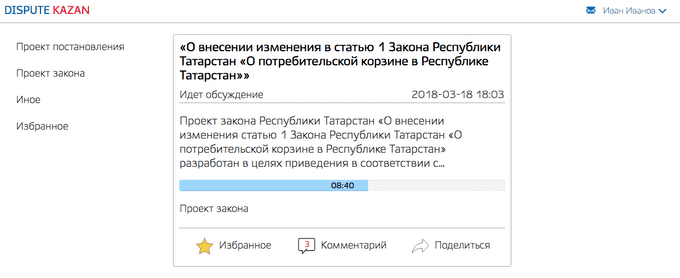 DISPUTE KAZAN
Иван Иванов
Проект постановления
Проект закона
Иное
Избранное
«О внесении изменения в статью 1 Закона Республики
Татарстан «О потребительской корзине в Республике
Татарстан»»
Идет обсуждение 2018-03-18 18:03
Проект закона Республики Татарстан «О внесении
изменения статью 1 Закона Республики Татарстан «О
потребительской корзине в Республике Татарстан»
разработан в целях приведения в соответствии с...
08:40
Проект закона
Избранное 3 Комментарий Поделиться